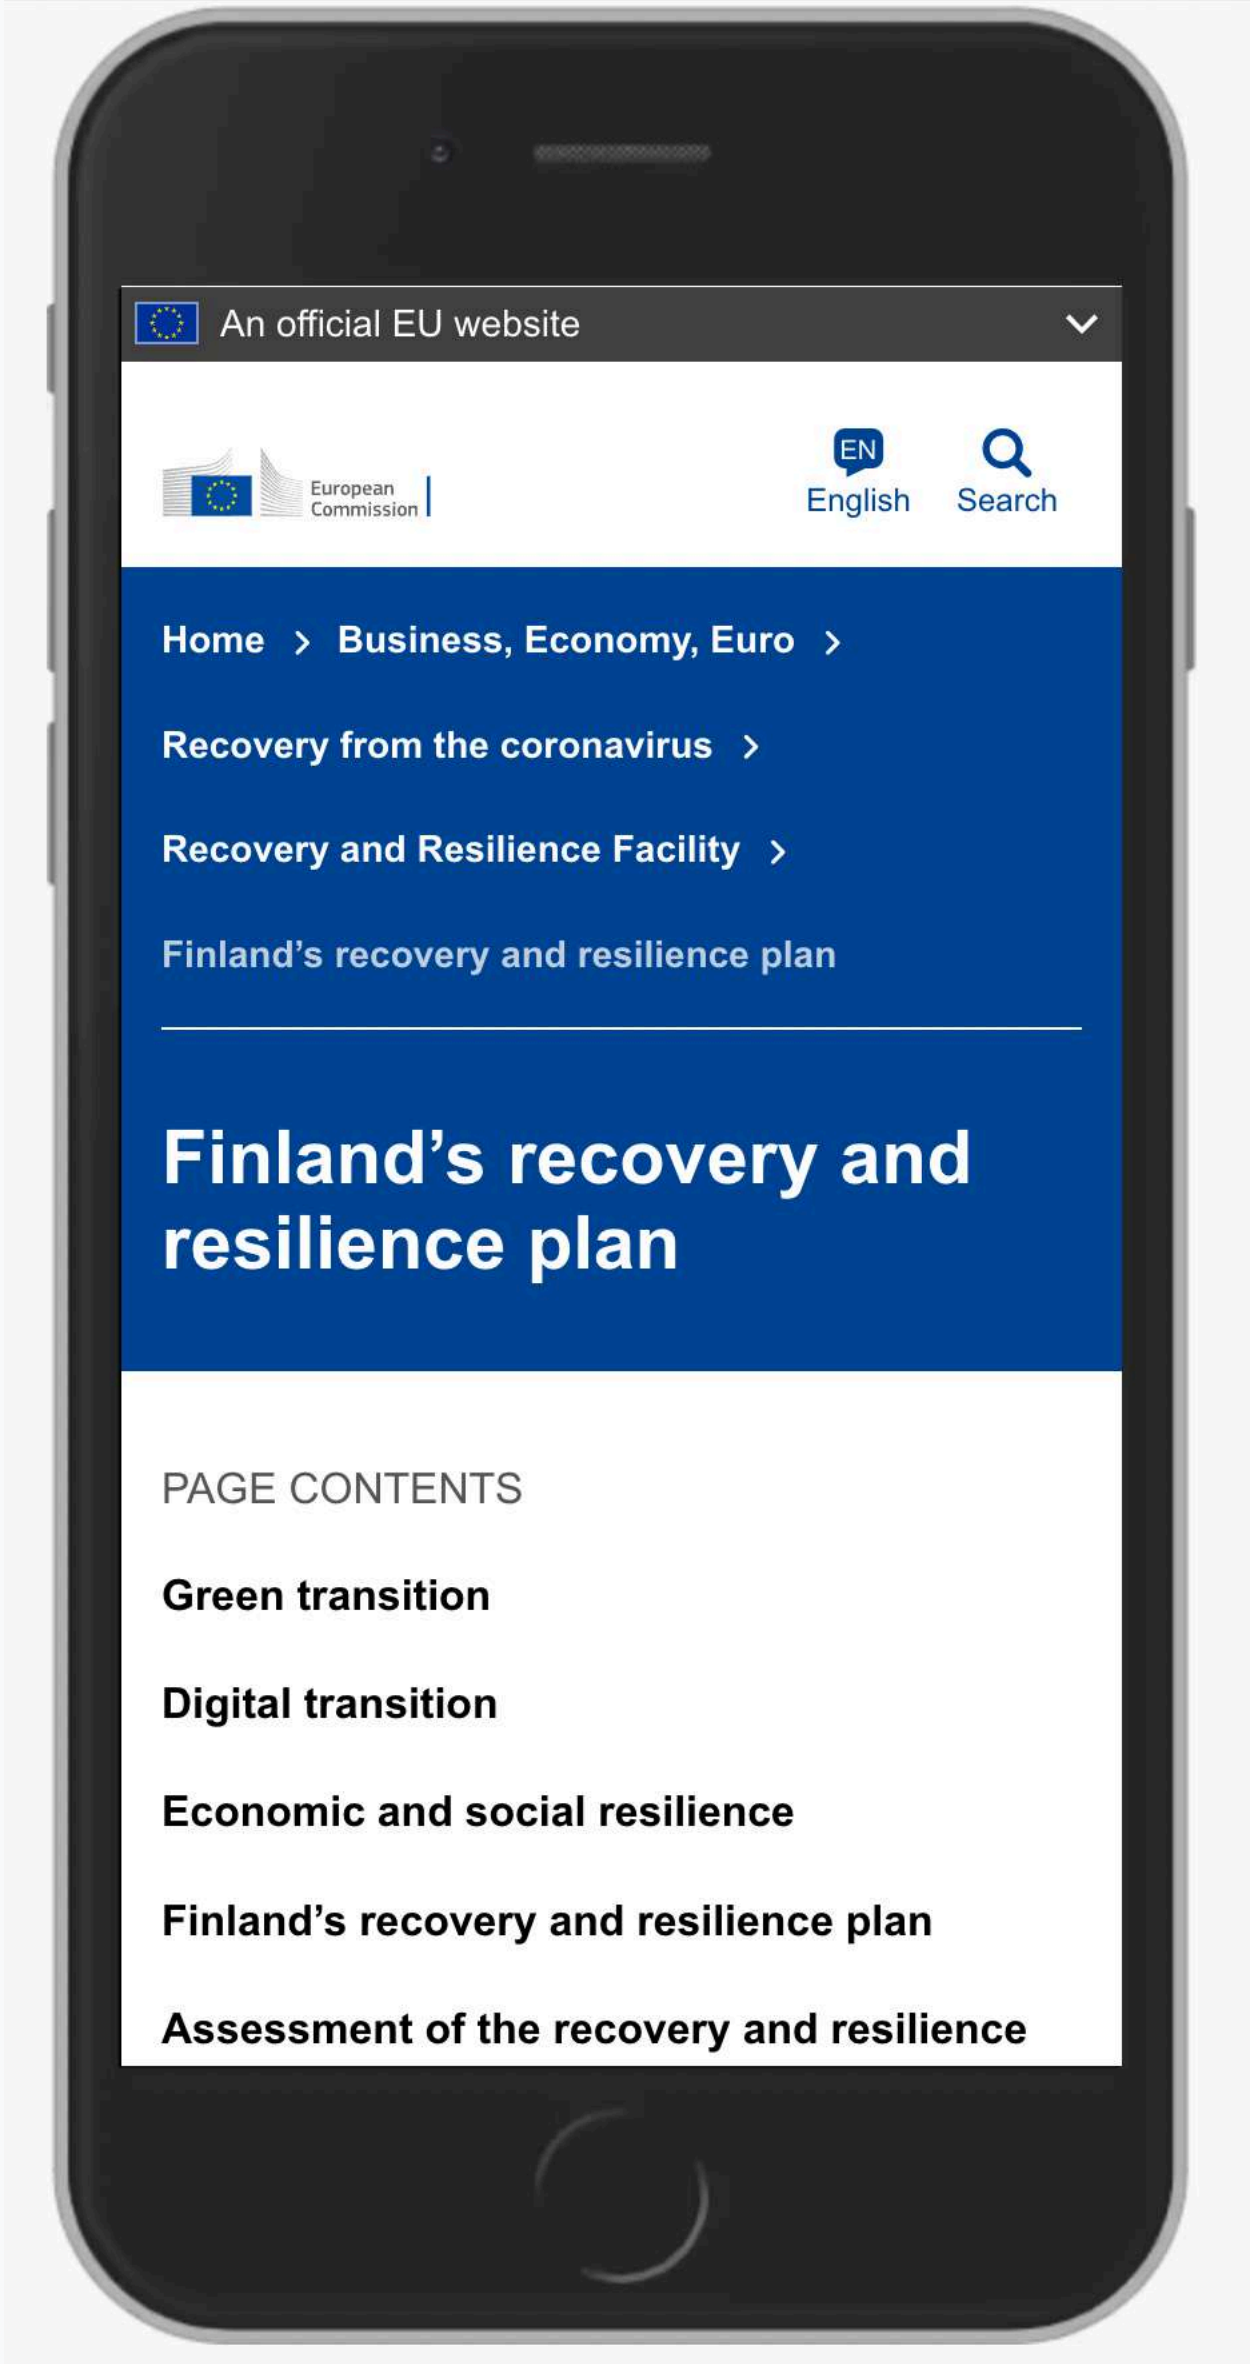 An official EU website
European
Commission
EN
English
Search
Home > Business, Economy, Euro >
Recovery from the coronavirus >
Recovery and Resilience Facility >
Finland’s recovery and resilience plan
Finland’s recovery and
resilience plan
PAGE CONTENTS
Green transition
Digital transition
Economic and social resilience
Finland’s recovery and resilience plan
Assessment of the recovery and resilience